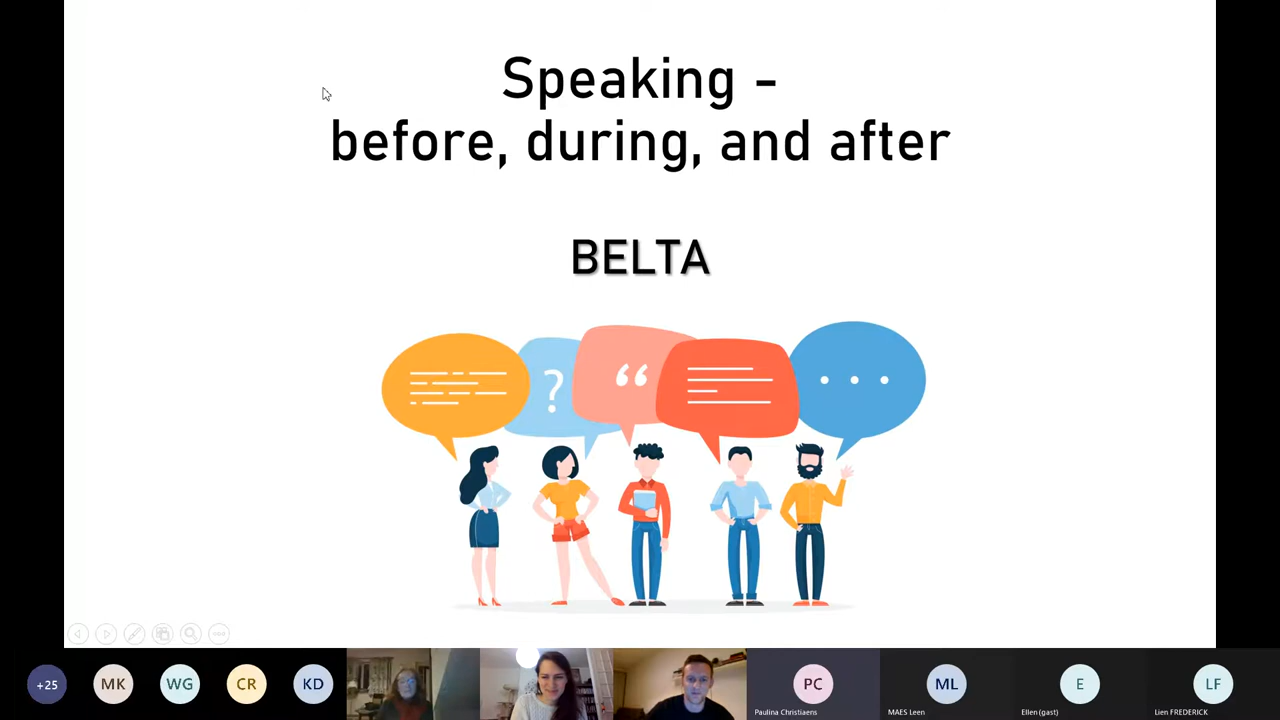 Speaking -
before, during, and after
BELTA
?
“
+25
MK
WG
CR
KD
PC
Paulina Christiaens
ML
MAES Leen
E
Ellen (gast)
LF
Lien FREDERICK